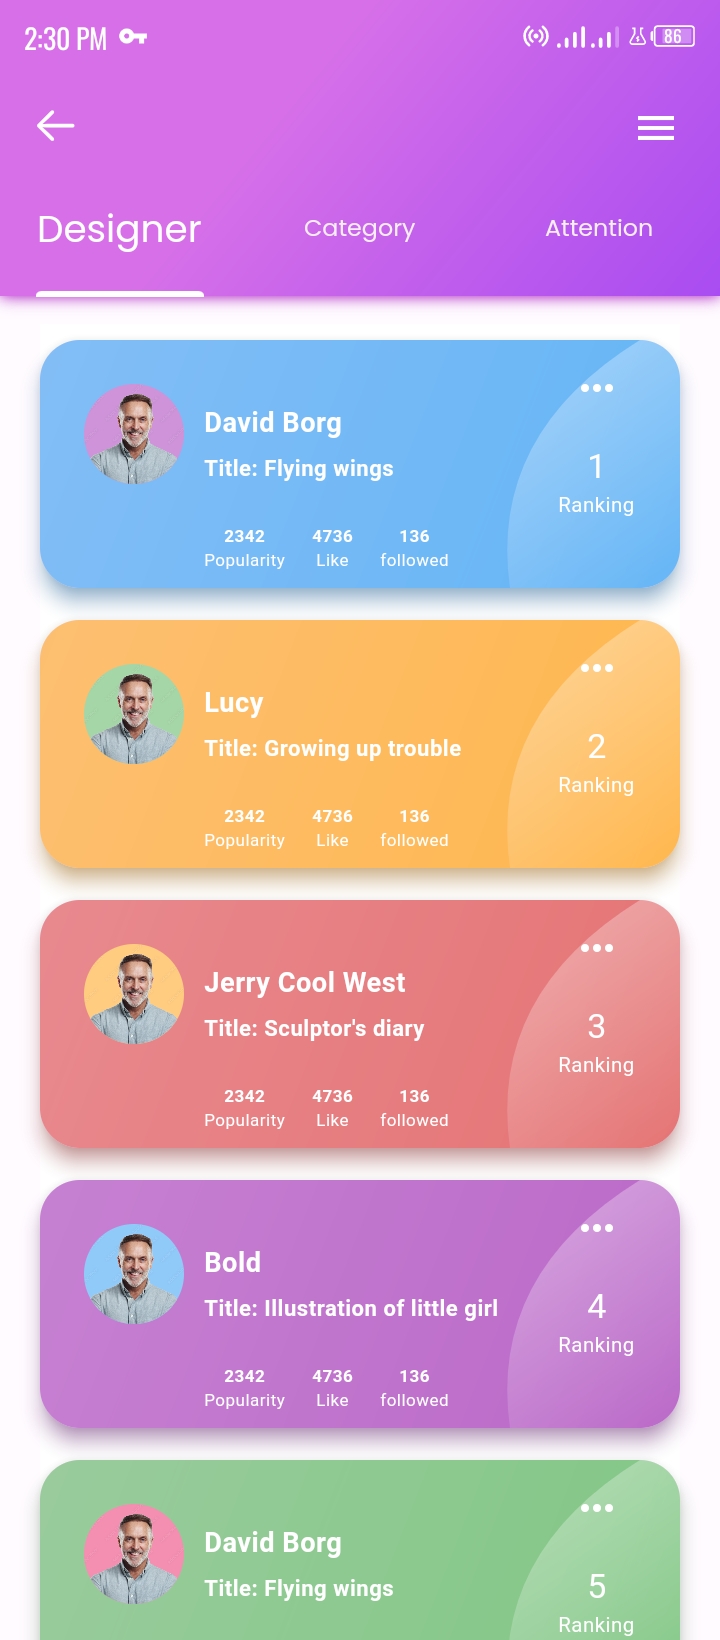 2:30 PM 86
Designer Category Attention
David Borg
Title: Flying wings
2342 4736 136
Popularity Like followed
1
Ranking
Lucy
Title: Growing up trouble
2342 4736 136
Popularity Like followed
2
Ranking
Jerry Cool West
Title: Sculptor's diary
2342 4736 136
Popularity Like followed
3
Ranking
Bold
Title: Illustration of little girl
2342 4736 136
Popularity Like followed
4
Ranking
David Borg
Title: Flying wings
5
Ranking